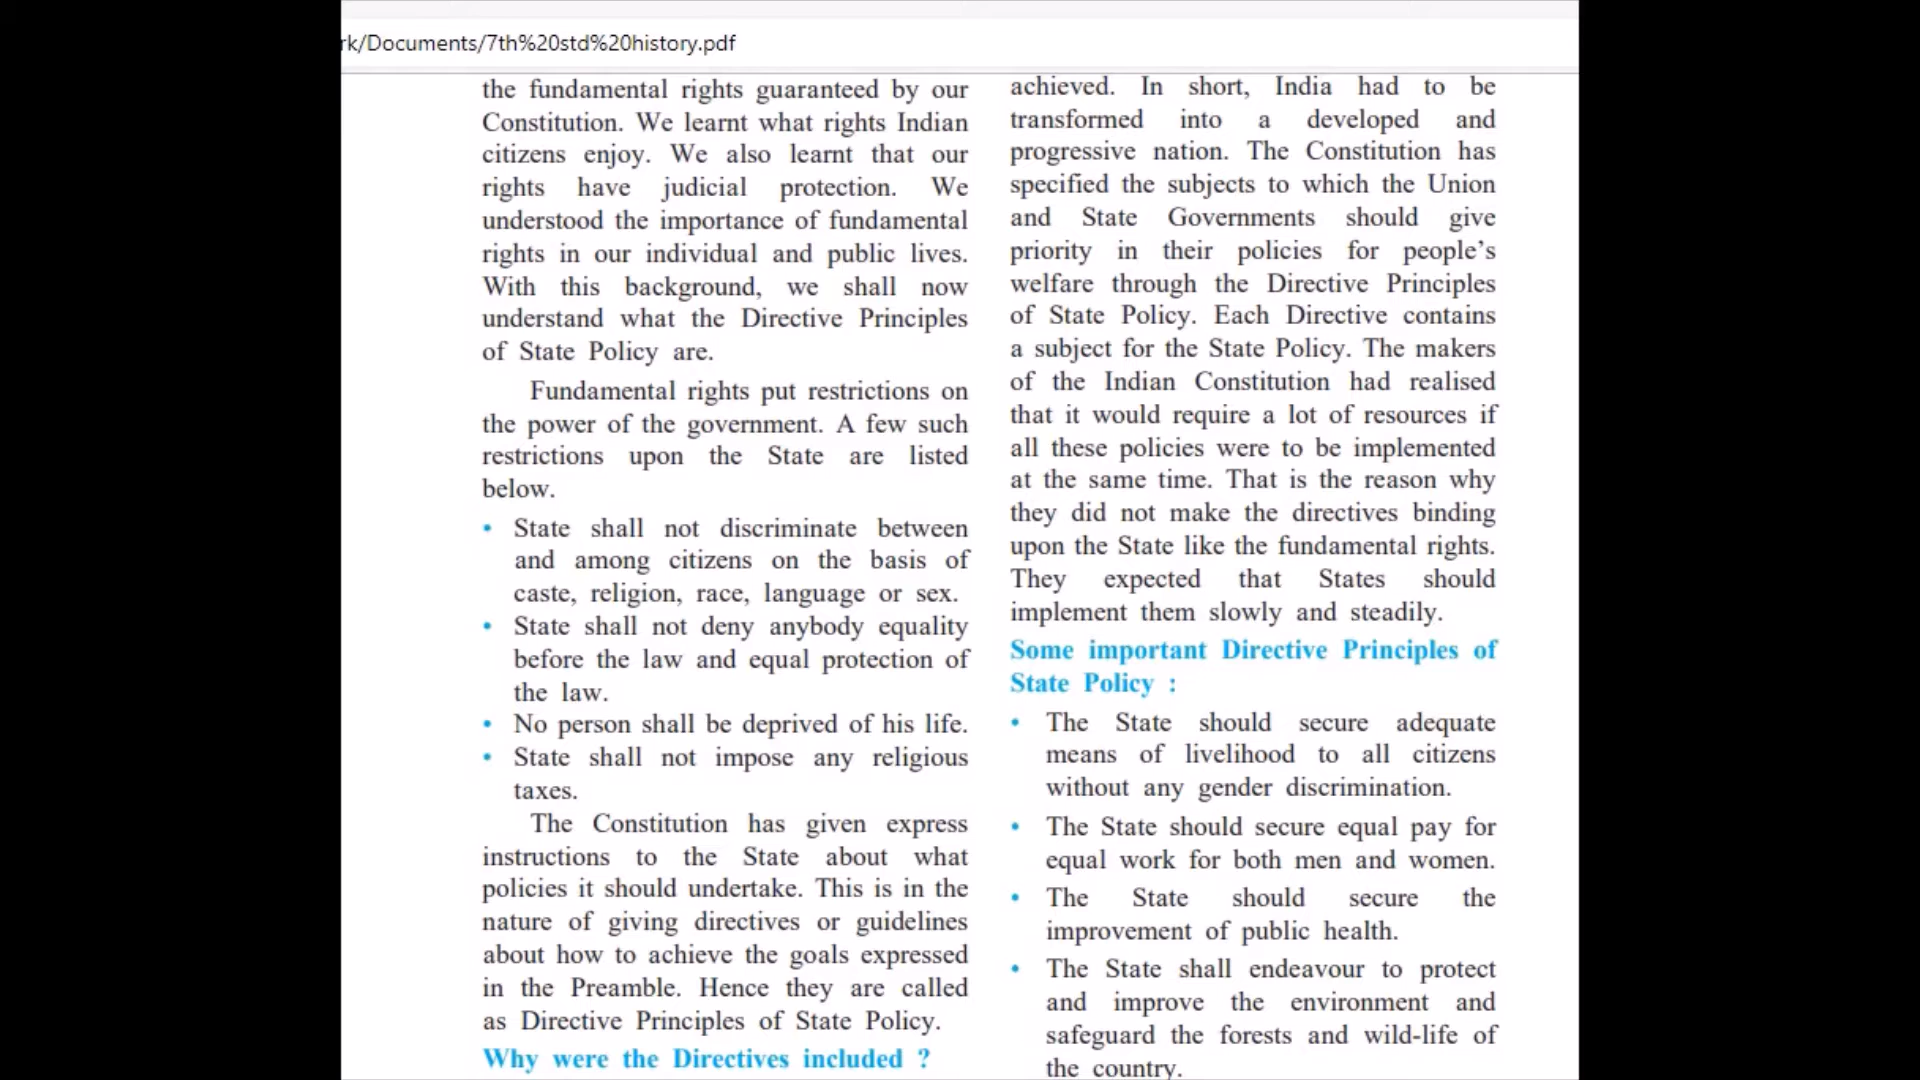 rk/Documents/7th%20std%20history.pdf
the fundamental rights guaranteed by our
Constitution. We learnt what rights Indian
citizens enjoy. We also learnt that our
rights have judicial protection. We
understood the importance of fundamental
rights in our individual and public lives.
With this background, we shall now
understand what the Directive Principles
of State Policy are.
Fundamental rights put restrictions on
the power of the government. A few such
restrictions upon the State are listed
below.
• State shall not discriminate between
and among citizens on the basis of
caste, religion, race, language or sex.
• State shall not deny anybody equality
before the law and equal protection of
the law.
• No person shall be deprived of his life.
• State shall not impose any religious
taxes.
The Constitution has given express
instructions to the State about what
policies it should undertake. This is in the
nature of giving directives or guidelines
about how to achieve the goals expressed
in the Preamble. Hence they are called
as Directive Principles of State Policy.
Why were the Directives included ?
achieved. In short, India had to be
transformed into a developed and
progressive nation. The Constitution has
specified the subjects to which the Union
and State Governments should give
priority in their policies for people’s
welfare through the Directive Principles
of State Policy. Each Directive contains
a subject for the State Policy. The makers
of the Indian Constitution had realised
that it would require a lot of resources if
all these policies were to be implemented
at the same time. That is the reason why
they did not make the directives binding
upon the State like the fundamental rights.
They expected that States should
implement them slowly and steadily.
Some important Directive Principles of
State Policy :
• The State should secure adequate
means of livelihood to all citizens
without any gender discrimination.
• The State should secure equal pay for
equal work for both men and women.
• The State should secure the
improvement of public health.
• The State shall endeavour to protect
and improve the environment and
safeguard the forests and wild-life of
the country.